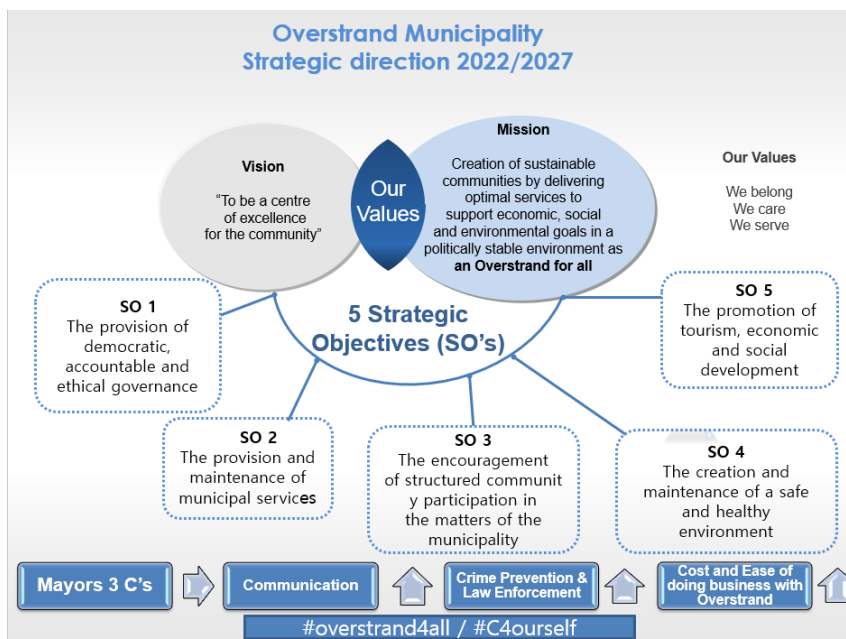 Overstrand Municipality
Strategic direction 2022/2027
Vision
“To be a centre
of excellence
for the community”
Our
Values
Mission
Creation of sustainable
communities by delivering
optimal services to
support economic, social
and environmental goals in a
politically stable environment as
an Overstrand for all
Our Values
We belong
We care
We serve
5 Strategic
Objectives (SO’s)
SO 1
The provision of
democratic,
accountable and
ethical governance
SO 2
The provision and
maintenance of
municipal services
SO 3
The encouragement
of structured communit
y participation in
the matters of the
municipality
SO 4
The creation and
maintenance of a safe
and healthy
environment
SO 5
The promotion of
tourism, economic
and social
development
Mayors 3 C’s
Communication
Crime Prevention &
Law Enforcement
Cost and Ease of
doing business with
Overstrand
#overstrand4all / #C4ourself